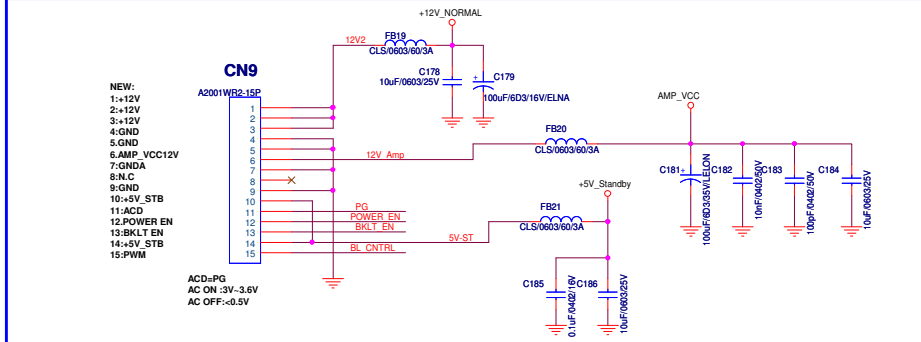 +12V_NORMAL
12V2
FB19
CLS/0603/60/3A
CN9
A2001WR2-15P
C178
10uF/0603/25V
+
C179
100uF/6D3/16V/ELNA
NEW:
1:+12V
2:+12V
3:+12V
4:GND
5:GND
6.AMP_VCC12V
7:GNDA
8:N.C
9:GND
10:+5V_STB
11:ACD
12.POWER EN
13:BKLT EN
14:+5V_STB
15:PWM
1
2
3
4
5
6
7
8
9
10
11
12
13
14
15
12V_Amp
PG
POWER_EN
BKLT_EN
5V-ST
BL_CNTRL
AMP_VCC
FB20
CLS/0603/60/3A
C181
+
100uF/6D3/35V/LELON
C182
10nF/0402/50V
C183
100pF/0402/50V
C184
10uF/0603/25V
+5V_Standby
FB21
CLS/0603/60/3A
C185
0.1uF/0402/16V
C186
10uF/0603/25V
ACD=PG
AC ON :3V~3.6V
AC OFF:<0.5V